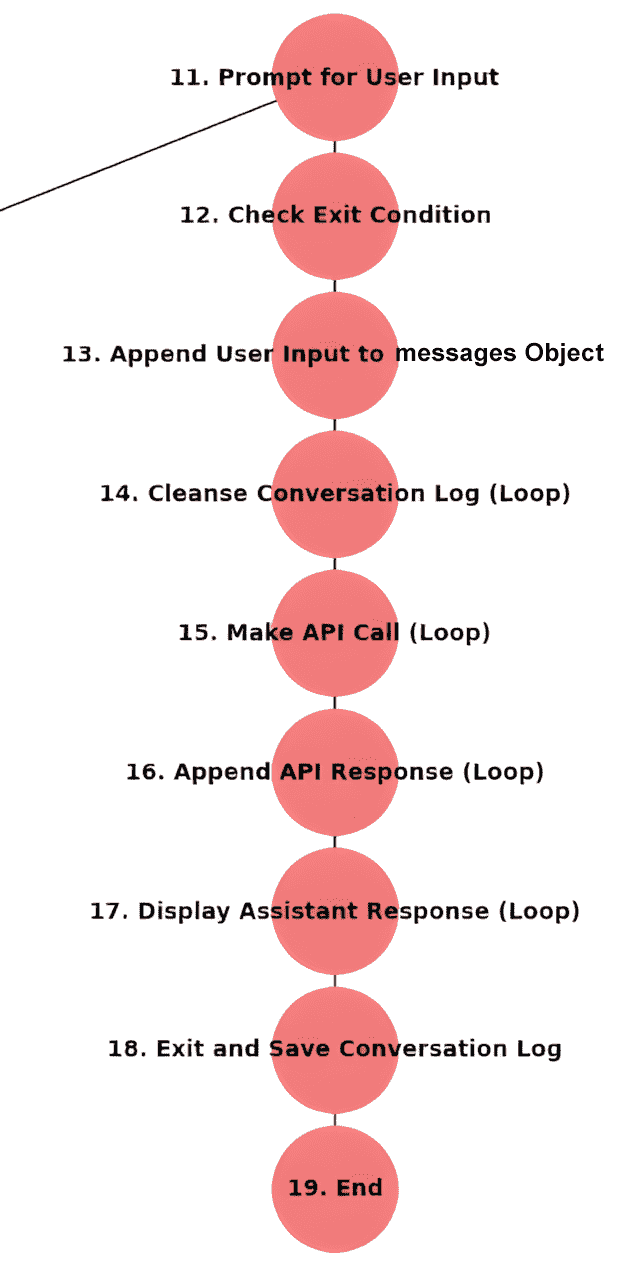 11. Prompt for User Input
12. Check Exit Condition
13. Append User Input to messages Object
14. Cleanse Conversation Log (Loop)
15. Make API Call (Loop)
16. Append API Response (Loop)
17. Display Assistant Response (Loop)
18. Exit and Save Conversation Log
19. End